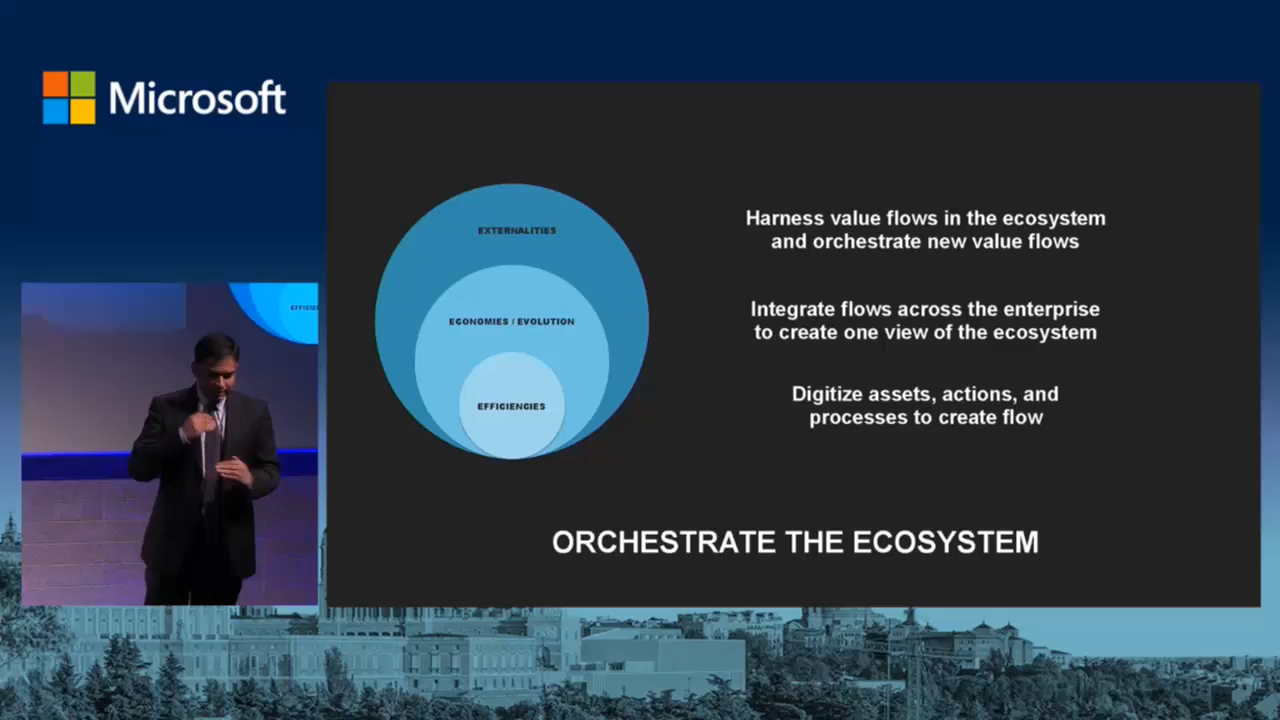 Microsoft
EXTERNALITIES
ECONOMIES / EVOLUTION
EFFICIENCIES
Harness value flows in the ecosystem
and orchestrate new value flows
Integrate flows across the enterprise
to create one view of the ecosystem
Digitize assets, actions, and
processes to create flow
ORCHESTRATE THE ECOSYSTEM